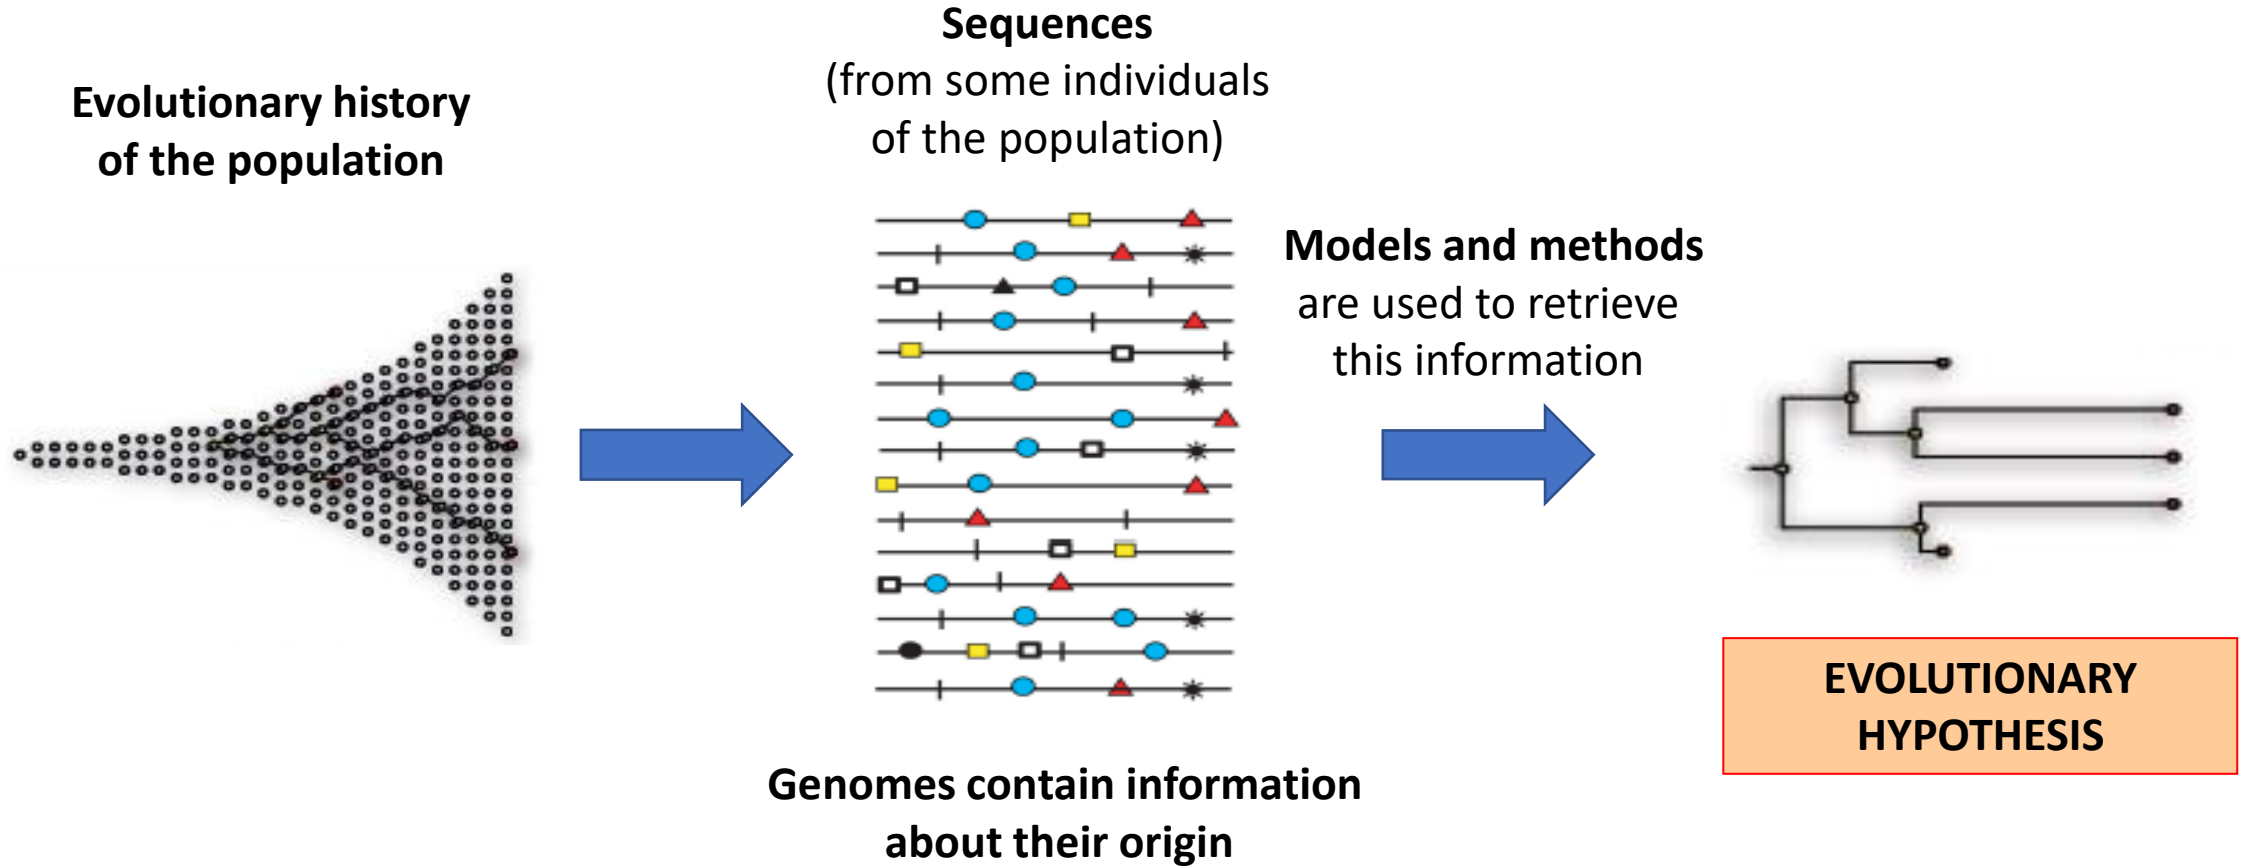 Evolutionary history
of the population
Sequences
(from some individuals
of the population)
Models and methods
are used to retrieve
this information
Genomes contain information
about their origin
EVOLUTIONARY
HYPOTHESIS